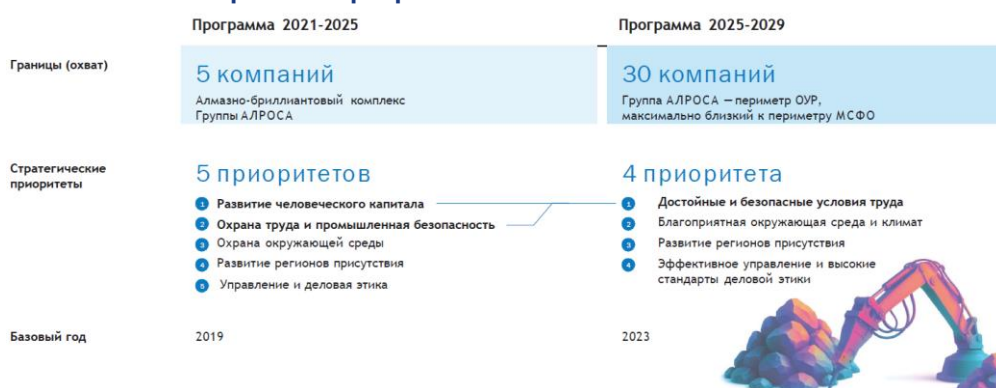 Программа 2021-2025
Программа 2025-2029
Границы (охват)
5 компаний
Алмазно-бриллиантовый комплекс
Группы АЛРОСА
30 компаний
Группа АЛРОСА — периметр ОУР,
максимально близкий к периметру МСФО
Стратегические
приоритеты
5 приоритетов
1 Развитие человеческого капитала
2 Охрана труда и промышленная безопасность
3 Охрана окружающей среды
4 Развитие регионов присутствия
5 Управление и деловая этика
4 приоритета
1 Достойные и безопасные условия труда
2 Благоприятная окружающая среда и климат
3 Развитие регионов присутствия
4 Эффективное управление и высокие
стандарты деловой этики
Базовый год
2019
2023